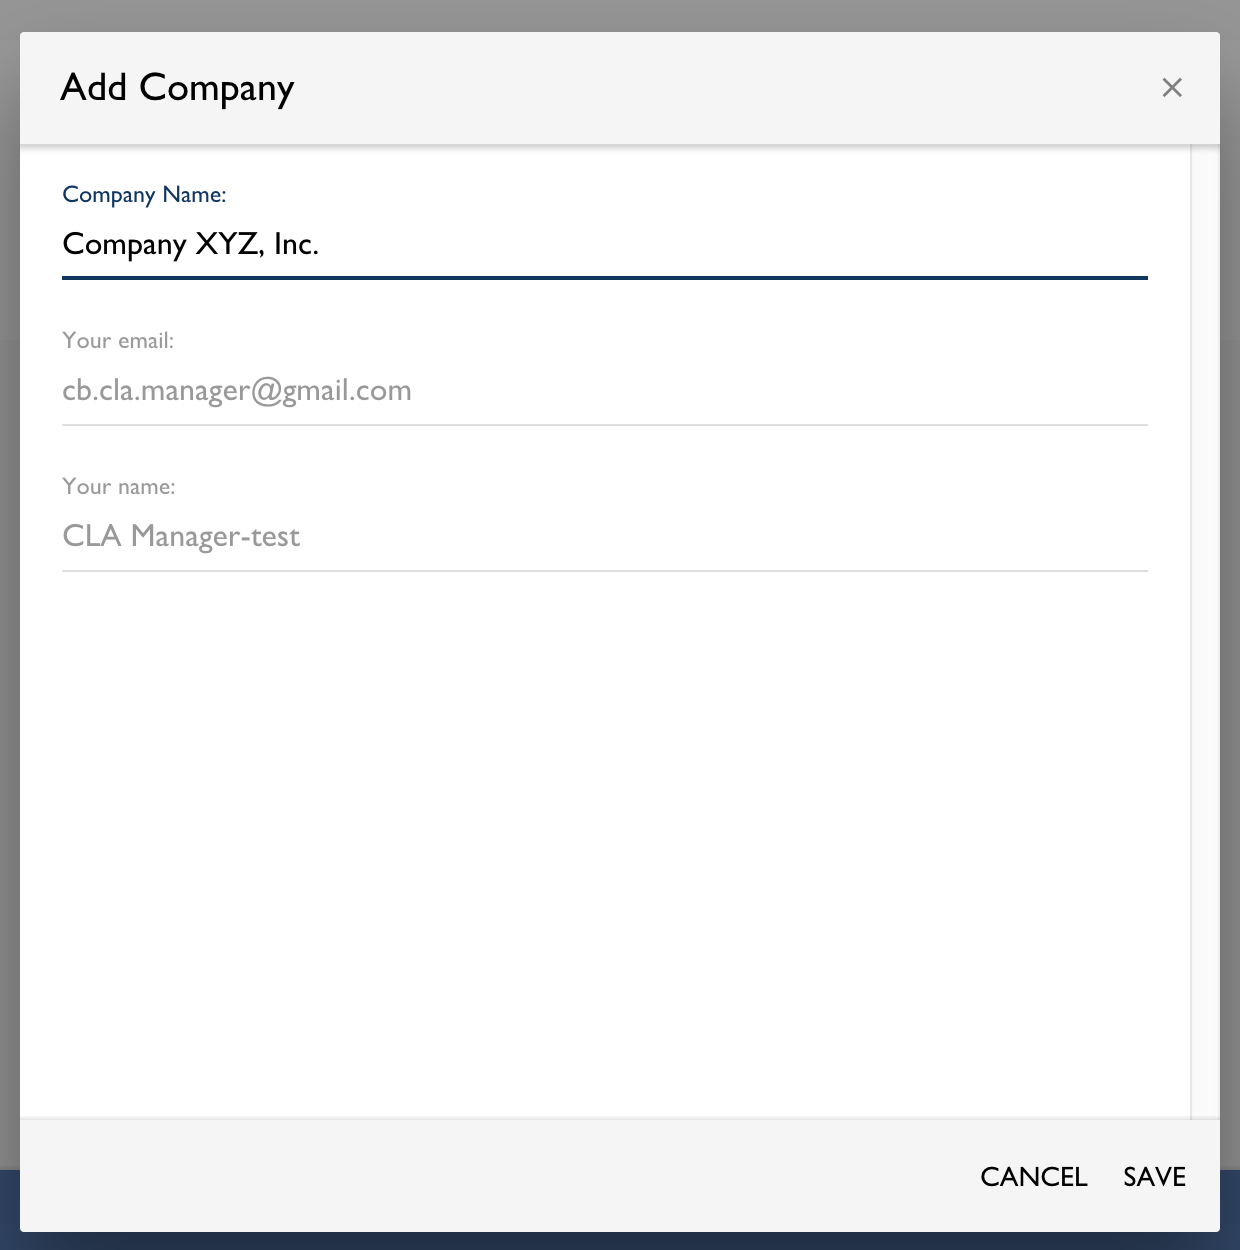 Add Company
Company Name:
Company XYZ, Inc.
Your email:
cb.cla.manager@gmail.com
Your name:
CLA Manager-test
CANCEL SAVE